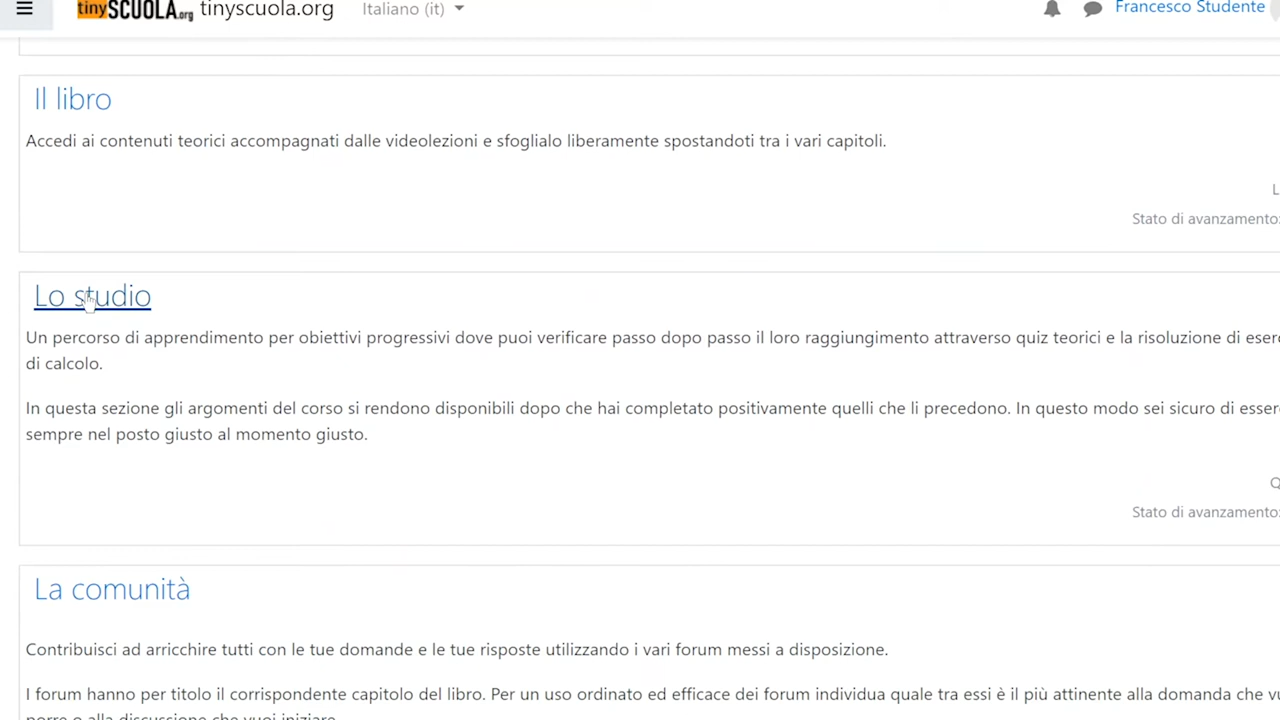 tinySCUOLA.org tinyscuola.org Italiano (it) Francesco Studente
Il libro
Accedi ai contenuti teorici accompagnati dalle videolezioni e sfoglialo liberamente spostandoti tra i vari capitoli.
L
Stato di avanzamento:
Lo studio
Un percorso di apprendimento per obiettivi progressivi dove puoi verificare passo dopo passo il loro raggiungimento attraverso quiz teorici e la risoluzione di eser
di calcolo.
In questa sezione gli argomenti del corso si rendono disponibili dopo che hai completato positivamente quelli che li precedono. In questo modo sei sicuro di esser
sempre nel posto giusto al momento giusto.
Q
Stato di avanzamento:
La comunità
Contribuisci ad arricchire tutti con le tue domande e le tue risposte utilizzando i vari forum messi a disposizione.
I forum hanno per titolo il corrispondente capitolo del libro. Per un uso ordinato ed efficace dei forum individua quale tra essi è il più attinente alla domanda che vu
porre o alla discussione che vuoi iniziare.